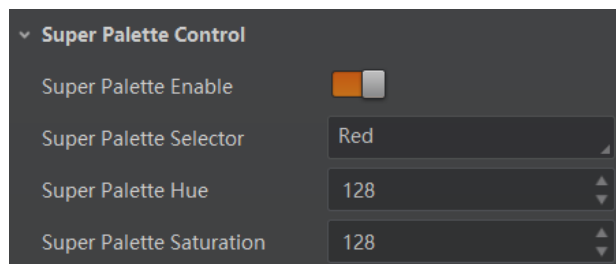 Super Palette Control
Super Palette Enable
Super Palette Selector Red
Super Palette Hue 128
Super Palette Saturation 128